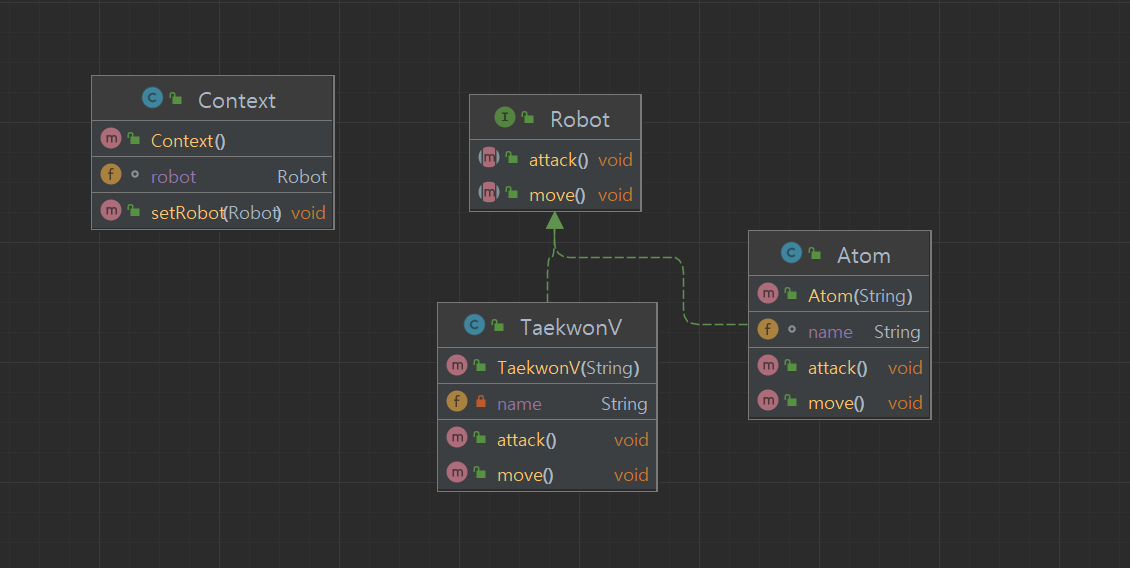 Context
Context()
robot Robot
setRobot(Robot) void
Robot
attack() void
move() void
TaekwonV
TaekwonV(String)
name String
attack() void
move() void
Atom
Atom(String)
name String
attack() void
move() void